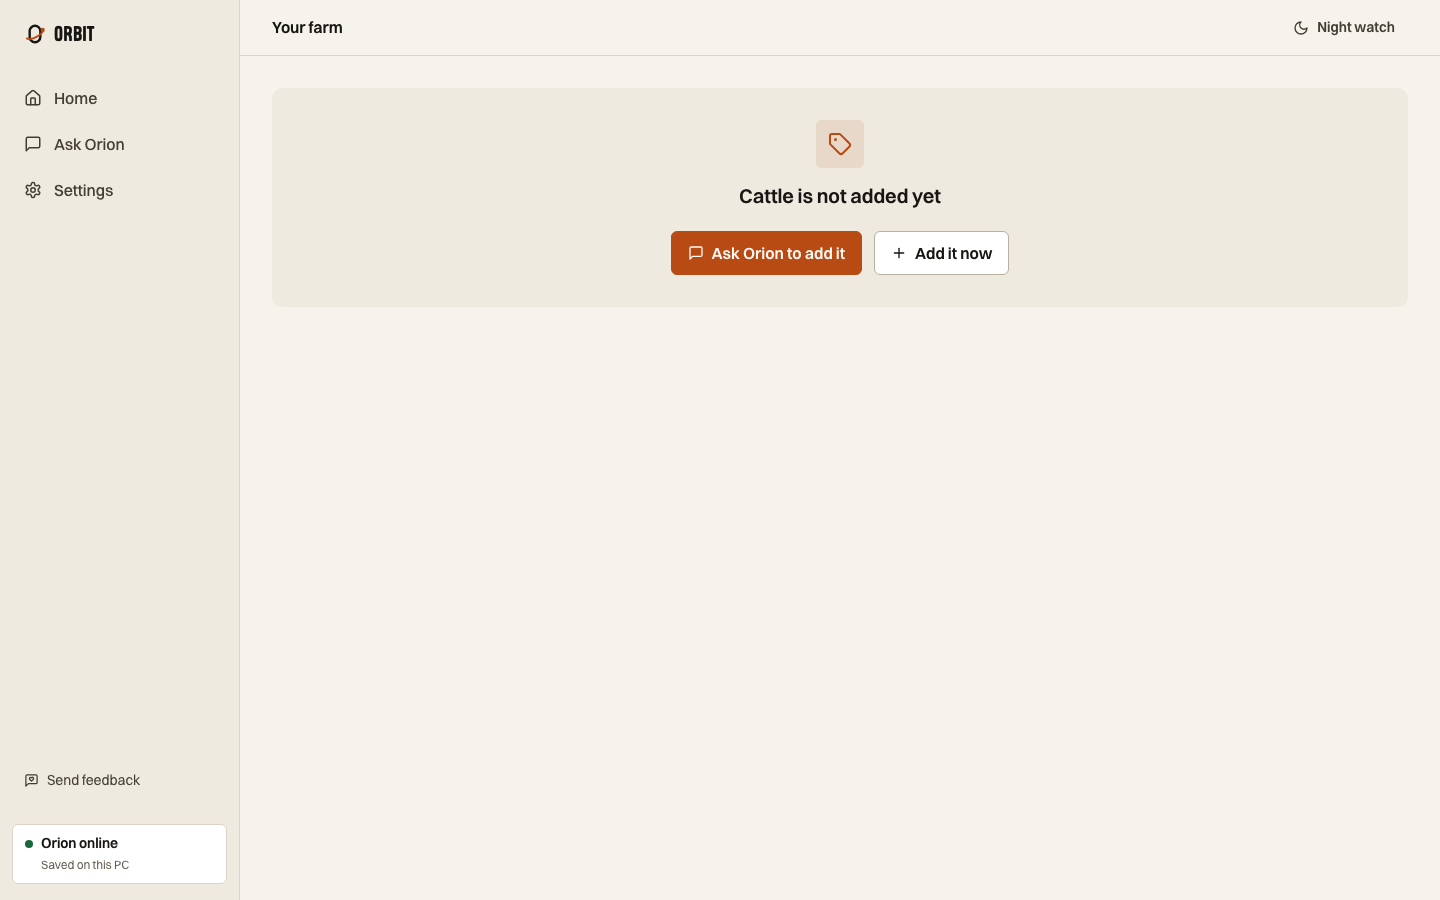 ORBIT
Home
Ask Orion
Settings
Send feedback
Orion online
Saved on this PC
Your farm
Night watch
Cattle is not added yet
Ask Orion to add it
Add it now